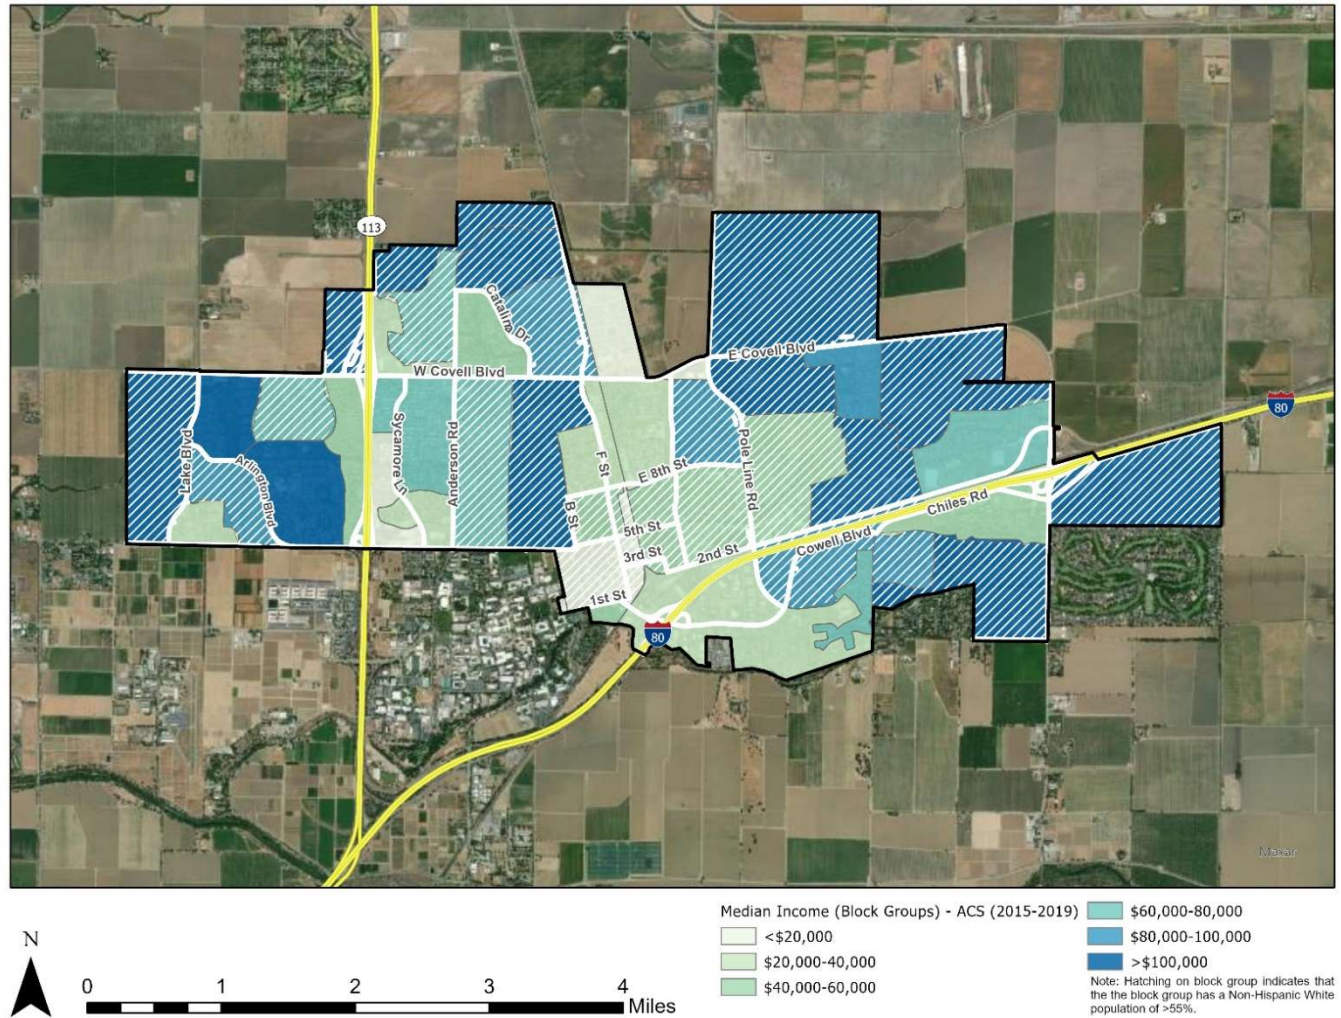 113
Catalina Dr
E Covell Blvd
W Covell Blvd
80
Lake Blvd
Arlington Blvd
Sycamore Ln
Anderson Rd
F St
B St
E 8th St
Pole Line Rd
5th St
3rd St
2nd St
1st St
Chiles Rd
Cowell Blvd
80
Maxar
N
0 1 2 3 4
Miles
Median Income (Block Groups) - ACS (2015-2019)
<$20,000
$20,000-40,000
$40,000-60,000
$60,000-80,000
$80,000-100,000
>$100,000
Note: Hatching on block group indicates that
the the block group has a Non-Hispanic White
population of >55%.